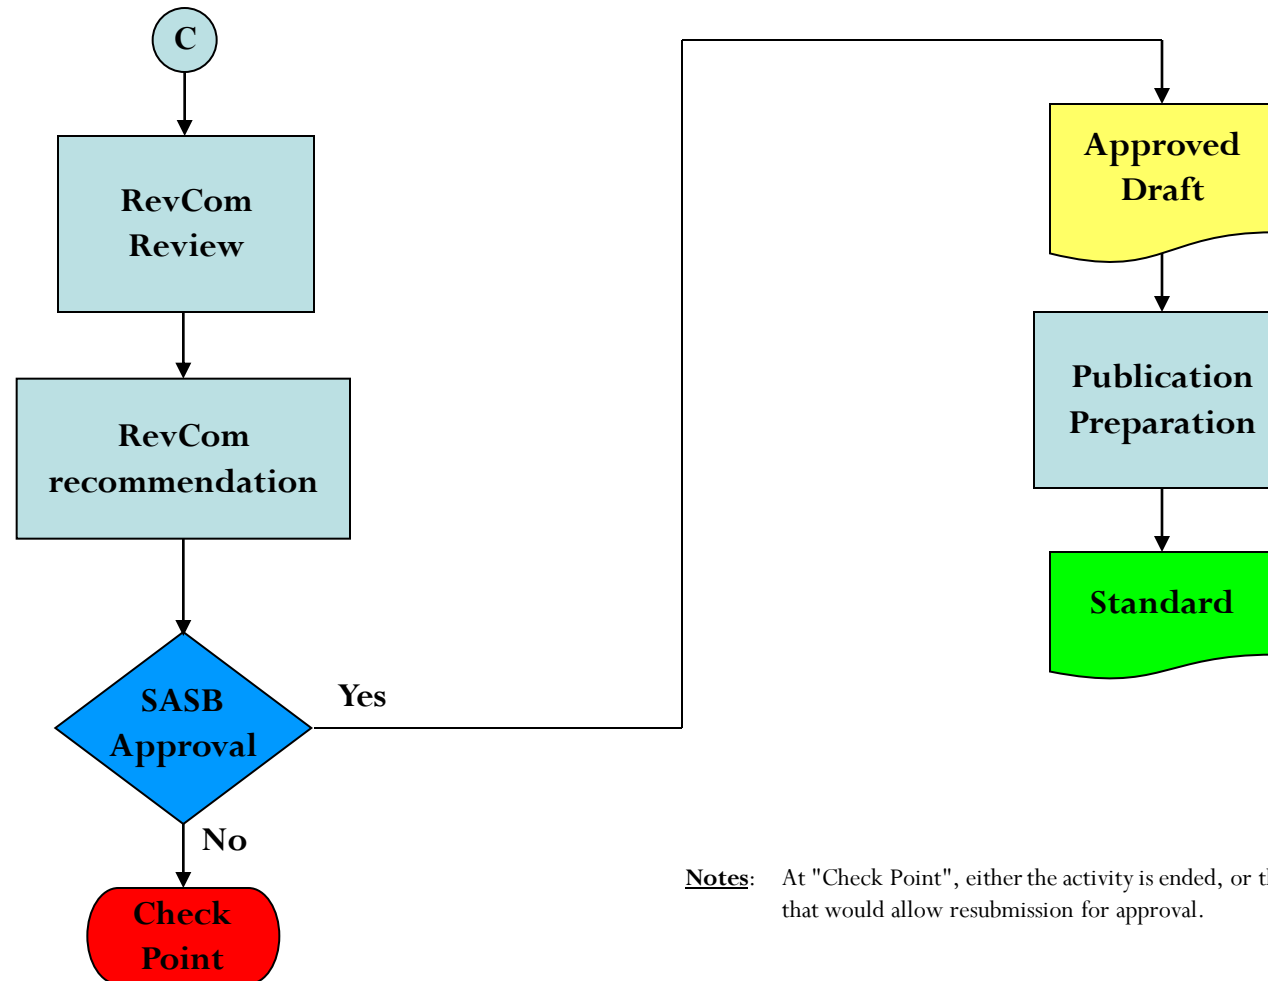 C
RevCom
Review
RevCom
recommendation
SASB
Approval
Yes
No
Check
Point
Approved
Draft
Publication
Preparation
Standard
Notes: At "Check Point", either the activity is ended, or
that would allow resubmission for approval.